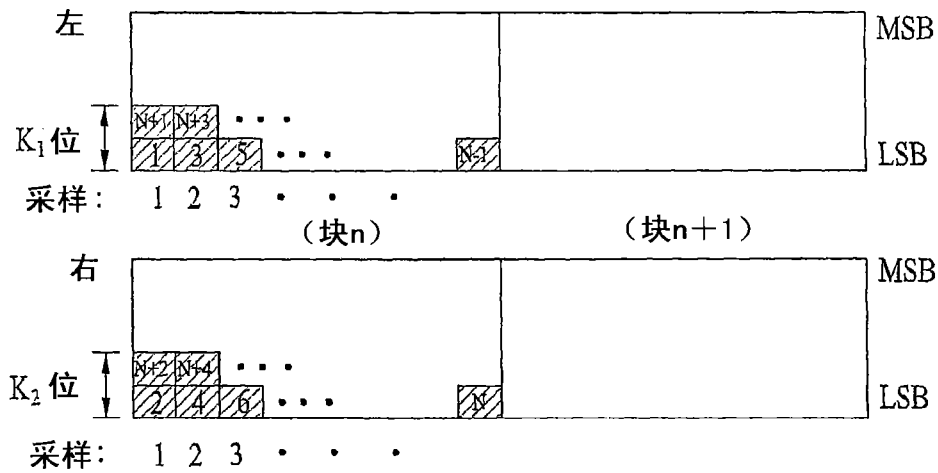 左 MSB
N+1 N+3 • • •
K₁位 1 3 5 • • • N-1 LSB
采样: 1 2 3 • • •
(块n) (块n+1)
右 MSB
N+2 N+4 • • •
K₂位 2 4 6 • • • N LSB
采样: 1 2 3 • • •